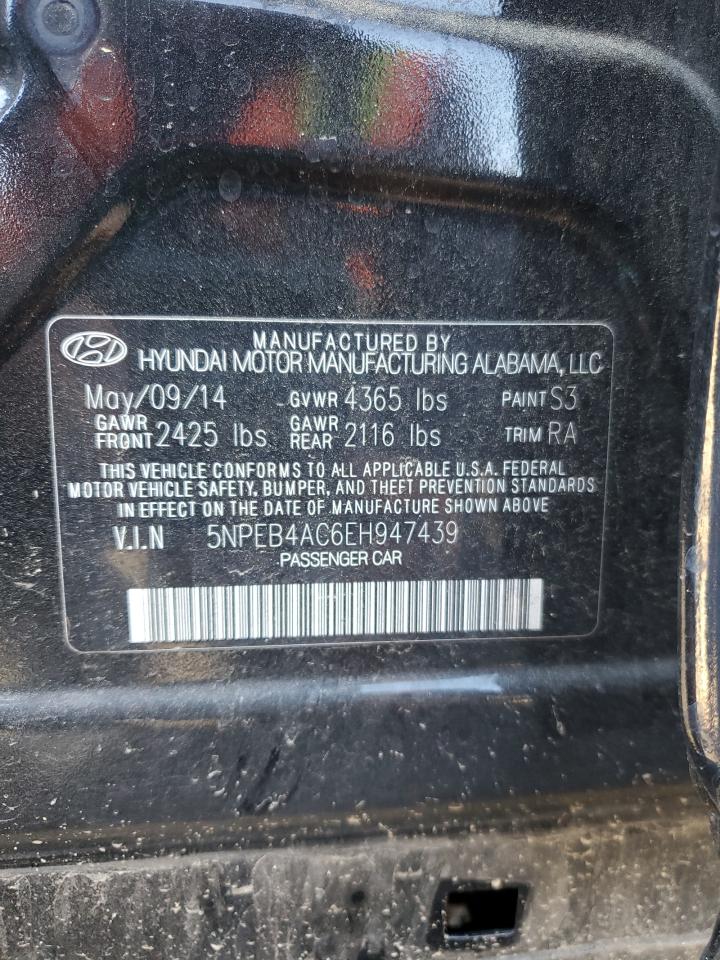 MANUFACTURED BY
HYUNDAI MOTOR MANUFACTURING ALABAMA, LLC
May/09/14 GVWR 4365 lbs PAINT S3
GAWR FRONT 2425 lbs GAWR REAR 2116 lbs TRIM RA
THIS VEHICLE CONFORMS TO ALL APPLICABLE U.S.A. FEDERAL
MOTOR VEHICLE SAFETY, BUMPER, AND THEFT PREVENTION STANDARDS
IN EFFECT ON THE DATE OF MANUFACTURE SHOWN ABOVE
V.I.N 5NPEB4AC6EH947439
PASSENGER CAR